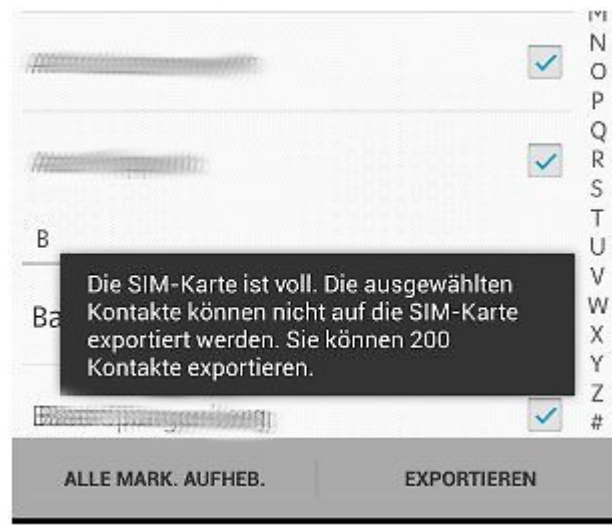 M
N
O
P
Q
R
S
T
B
U
Die SIM-Karte ist voll. Die ausgewählten
V
Ba
Kontakte können nicht auf die SIM-Karte
W
exportiert werden. Sie können 200
X
Kontakte exportieren.
Y
Z
#
ALLE MARK. AUFHEB.
EXPORTIEREN